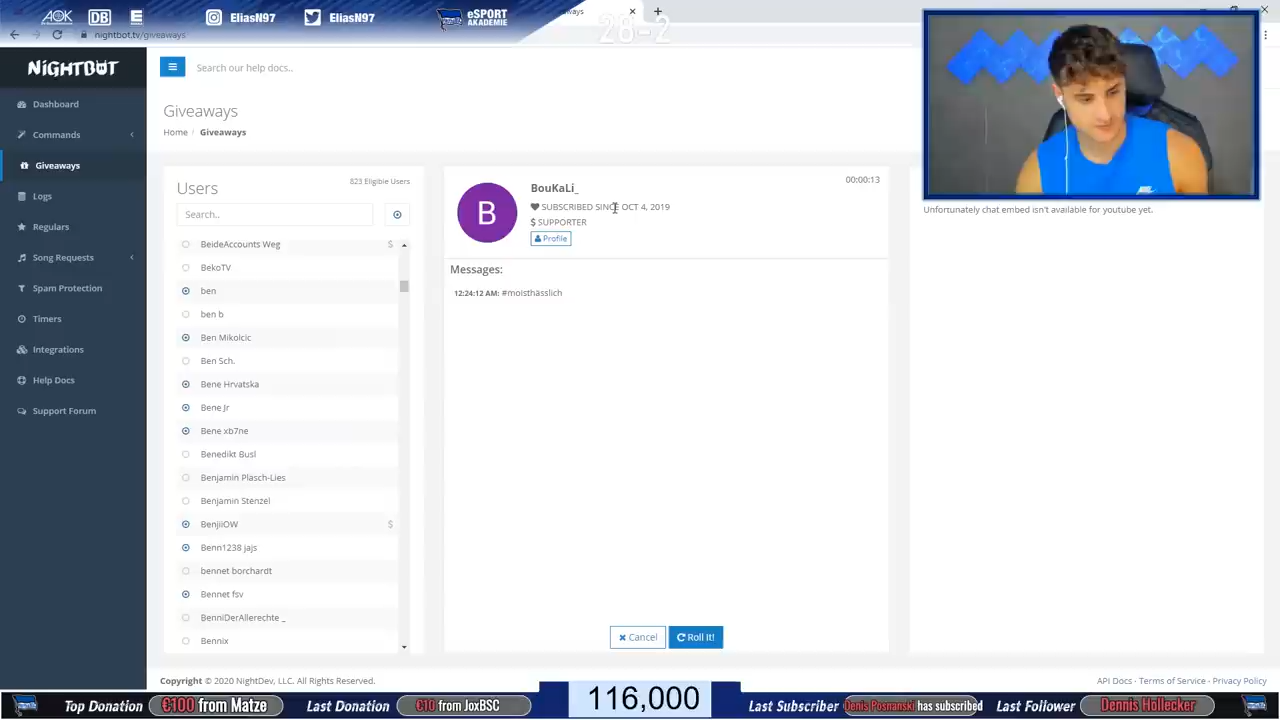 AOK
DB
EliasN97
EliasN97
eSPORT
AKADEMIE
28-2
nightbot.tv/giveaways
NIGHTBOT
Search our help docs..
Dashboard
Commands
Giveaways
Logs
Regulars
Song Requests
Spam Protection
Timers
Integrations
Help Docs
Support Forum
Giveaways
Home / Giveaways
Users
823 Eligible Users
Search..
BeideAccounts Weg $
BekoTV
ben
ben b
Ben Mikolcic
Ben Sch.
Bene Hrvatska
Bene Jr
Bene xb7ne
Benedikt Busl
Benjamin Plasch-Lies
Benjamin Stenzel
BenjiiOW $
Benn1238 jajs
bennet borchardt
Bennet fsv
BenniDerAllerechte _
Bennix
B
BouKaLi_
00:00:13
SUBSCRIBED SINCE OCT 4, 2019
$ SUPPORTER
Profile
Messages:
12:24:12 AM: #moisthässlich
Cancel
Roll It!
Unfortunately chat embed isn't available for youtube yet.
Copyright © 2020 NightDev, LLC. All Rights Reserved.
API Docs - Terms of Service - Privacy Policy
Top Donation €100 from Matze
Last Donation €10 from JoxBSC
116,000
Last Subscriber Denis Posnanski has subscribed
Last Follower Dennis Höllecker